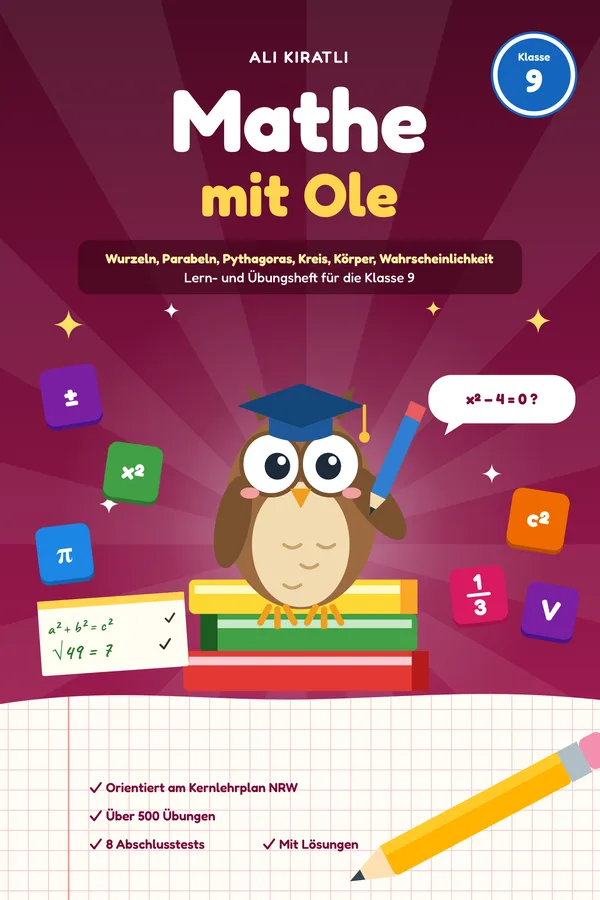 ALI KIRATLI
Klasse
9
Mathe
mit Ole
Wurzeln, Parabeln, Pythagoras, Kreis, Körper, Wahrscheinlichkeit
Lern- und Übungsheft für die Klasse 9
±
x² − 4 = 0 ?
x²
c²
π
1
3
V
a² + b² = c² ✓
√49 = 7 ✓
✓ Orientiert am Kernlehrplan NRW
✓ Über 500 Übungen
✓ 8 Abschlusstests ✓ Mit Lösungen